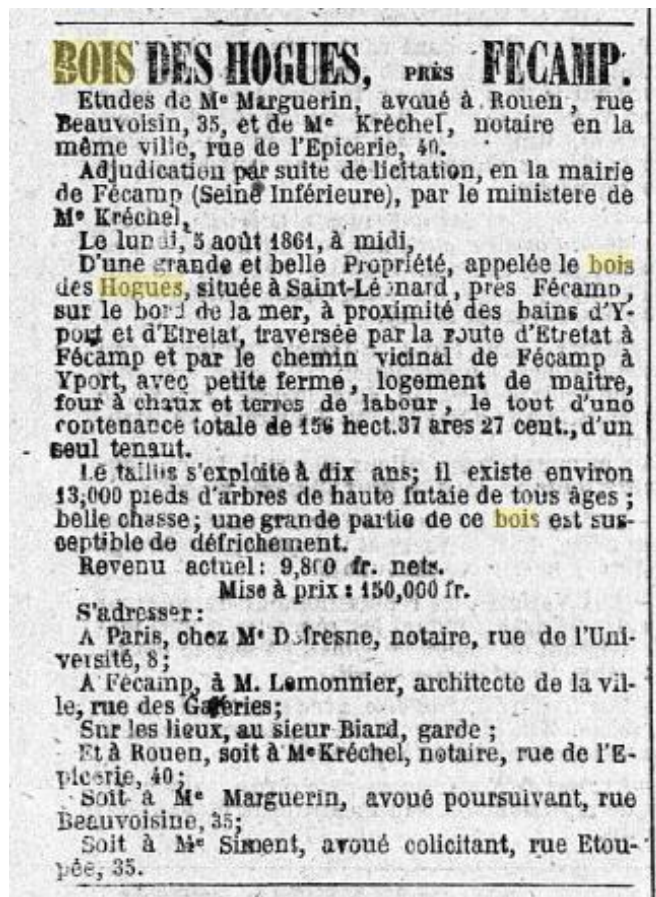 BOIS DES HOGUES, PRÈS FECAMP.
Etudes de Me Marguerin, avoué à Rouen, rue
Beauvoisin, 35, et de Me Kréchel, notaire en la
même ville, rue de l'Epicerie, 40.
Adjudication par suite de licitation, en la mairie
de Fécamp (Seine Inférieure), par le ministere de
Me Kréchel,
Le lundi, 5 août 1861, à midi,
D'une grande et belle Propriété, appelée le bois
des Hogues, située à Saint-Léonard, près Fécamp,
sur le bord de la mer, à proximité des bains d'Y-
port et d'Etretat, traversée par la route d'Etretat à
Fécamp et par le chemin vicinal de Fécamp à
Yport, avec petite ferme, logement de maitre,
four à chaux et terres de labour, le tout d'une
contenance totale de 156 hect. 37 ares 27 cent., d'un
seul tenant.
Le taillis s'exploite à dix ans; il existe environ
13,000 pieds d'arbres de haute futaie de tous âges;
belle chasse; une grande partie de ce bois est sus-
ceptible de défrichement.
Revenu actuel: 9,800 fr. nets.
Mise à prix: 150,000 fr.
S'adresser:
A Paris, chez Me Dufresne, notaire, rue de l'Uni-
versité, 8;
A Fécamp, à M. Lemonnier, architecte de la vil-
le, rue des Galeries;
Sur les lieux, au sieur Biard, garde;
Et à Rouen, soit à Me Kréchel, notaire, rue de l'E-
picerie, 40;
Soit à Me Marguerin, avoué poursuivant, rue
Beauvoisine, 35;
Soit à Me Siment, avoué colicitant, rue Etou-
pée, 35.